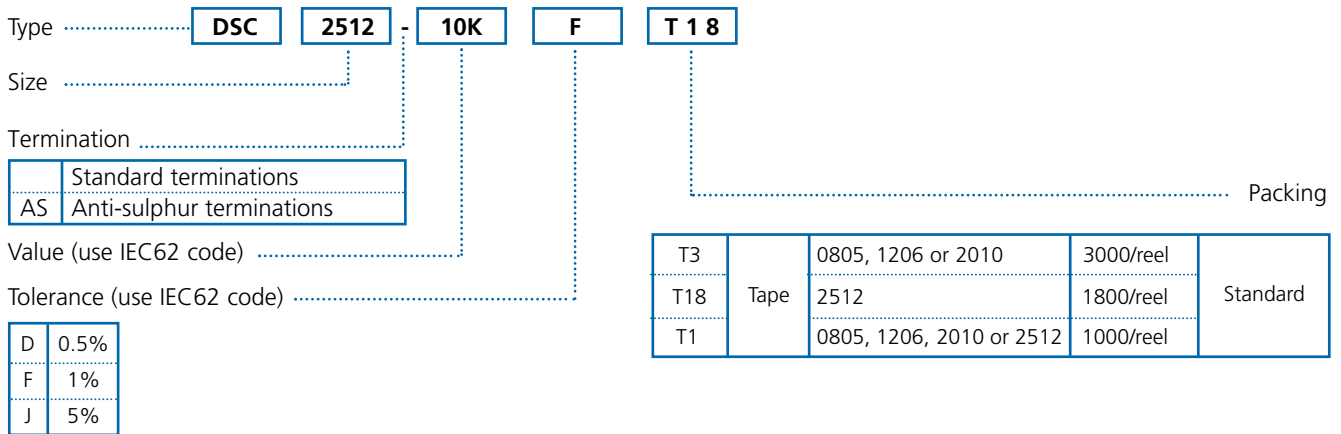 Type DSC 2512 - 10K F T 1 8
Size
Termination
Standard terminations
AS Anti-sulphur terminations
Packing
Value (use IEC62 code)
Tolerance (use IEC62 code)
D 0.5%
F 1%
J 5%
T3 0805, 1206 or 2010 3000/reel
T18 Tape 2512 1800/reel Standard
T1 0805, 1206, 2010 or 2512 1000/reel